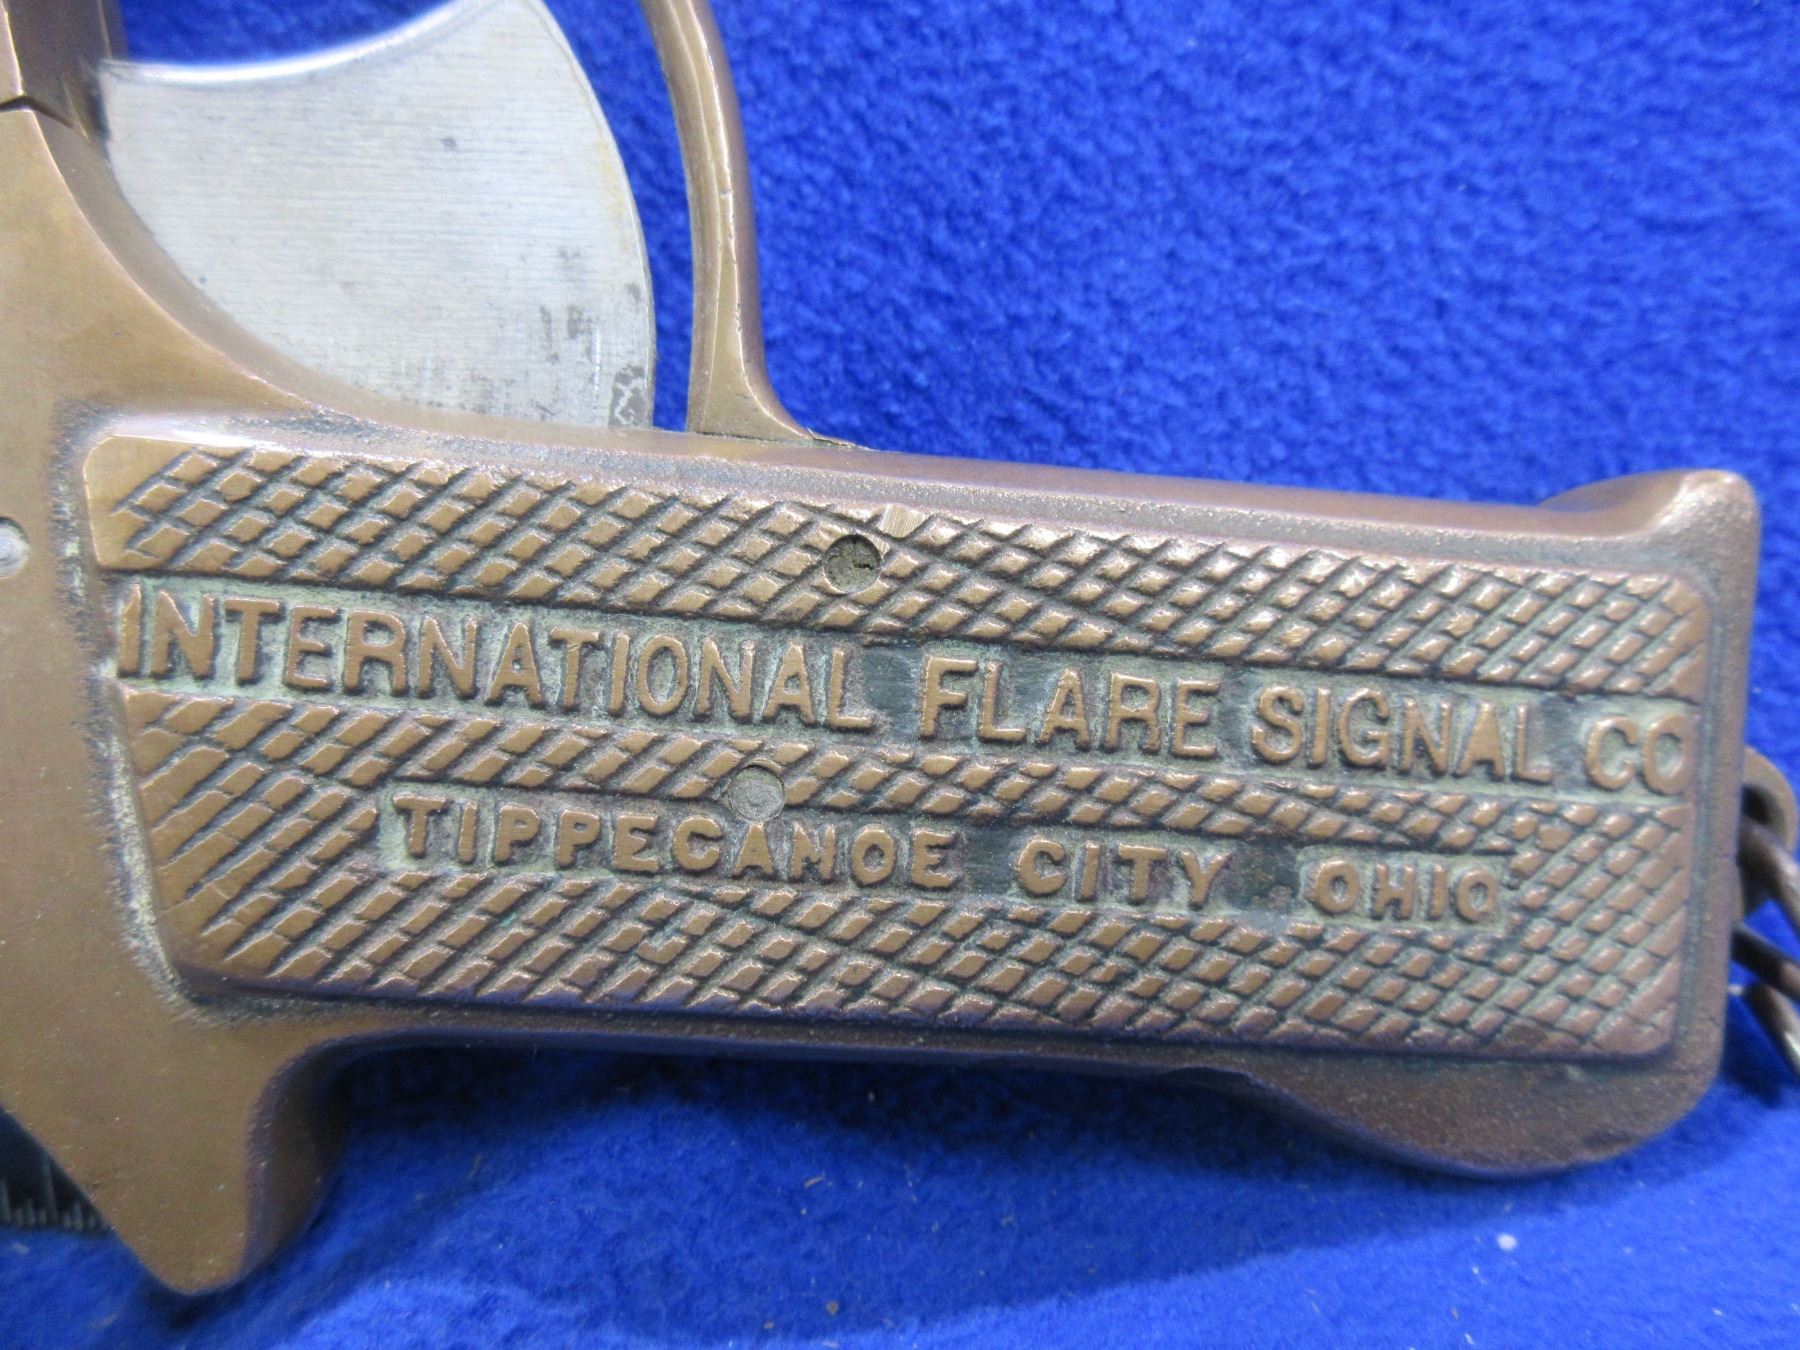 INTERNATIONAL FLARE SIGNAL CO
TIPPECANOE CITY OHIO